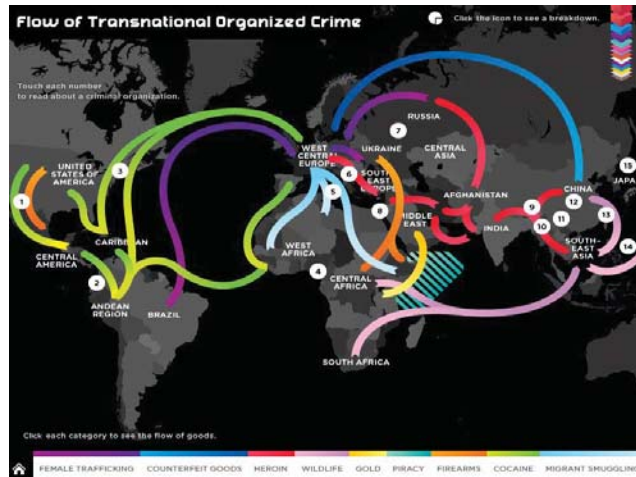 Flow of Transnational Organized Crime
Click the icon to see a breakdown.
Touch each number
to read about a criminal organization.
RUSSIA
7
WEST
CENTRAL
EUROPE
UKRAINE
CENTRAL
ASIA
15
JAPA
3
UNITED
STATES OF
AMERICA
6
SOUTH
EAST
EUROPE
5
AFGHANISTAN
CHINA
12
1
8
MIDDLE
EAST
9
11
13
10
INDIA
CARIBBEAN
WEST
AFRICA
SOUTH-
EAST
ASIA
14
CENTRAL
AMERICA
2
4
CENTRAL
AFRICA
ANDEAN
REGION
BRAZIL
SOUTH AFRICA
Click each category to see the flow of goods.
FEMALE TRAFFICKING
COUNTERFEIT GOODS
HEROIN
WILDLIFE
GOLD
PIRACY
FIREARMS
COCAINE
MIGRANT SMUGGLING